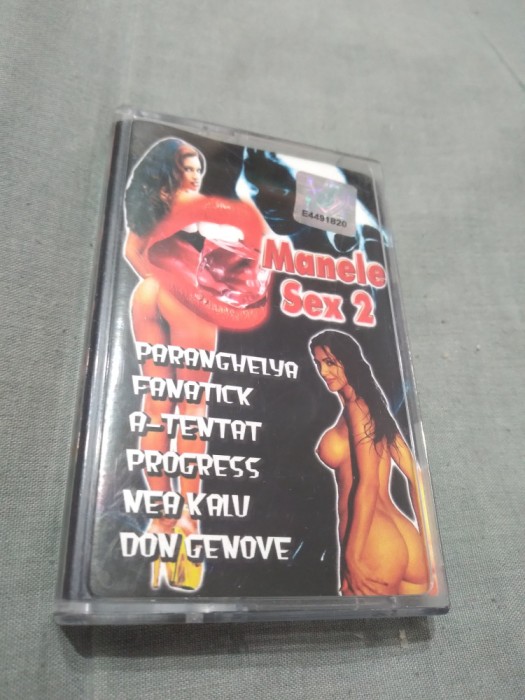 E4491820
Manele
Sex 2
PARANGHELYA
FANATICK
A-TENTAT
PROGRESS
NEA KALU
DON GENOVE